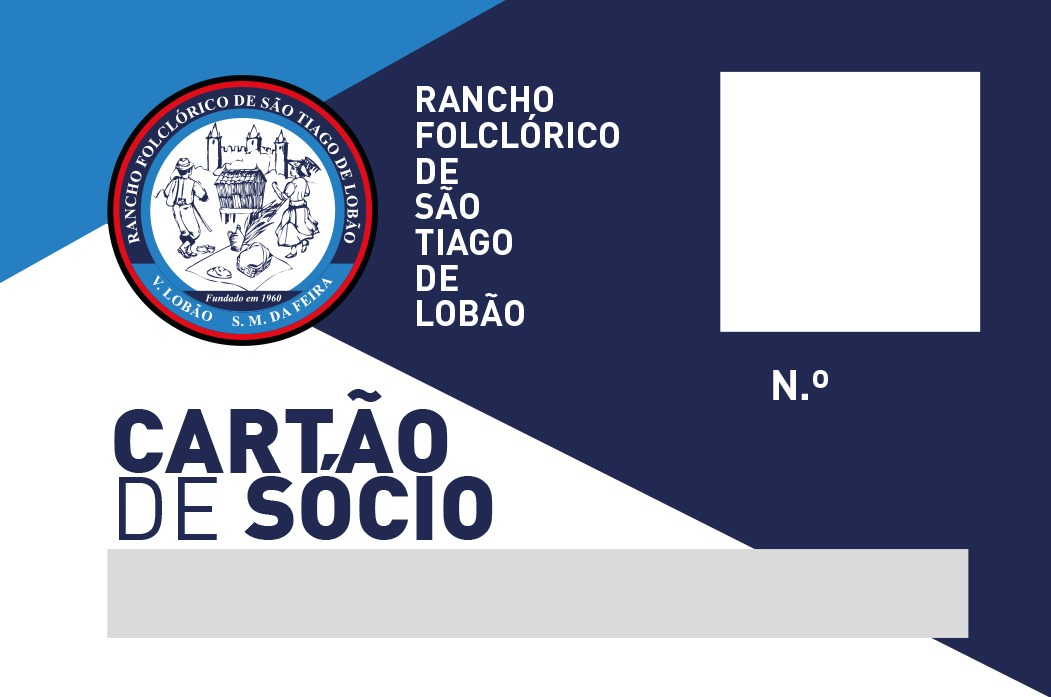 RANCHO FOLCLÓRICO DE SÃO TIAGO DE LOBÃO
Fundado em 1960
V. LOBÃO S. M. DA FEIRA
RANCHO
FOLCLÓRICO
DE
SÃO
TIAGO
DE
LOBÃO
N.º
CARTÃO
DE SÓCIO